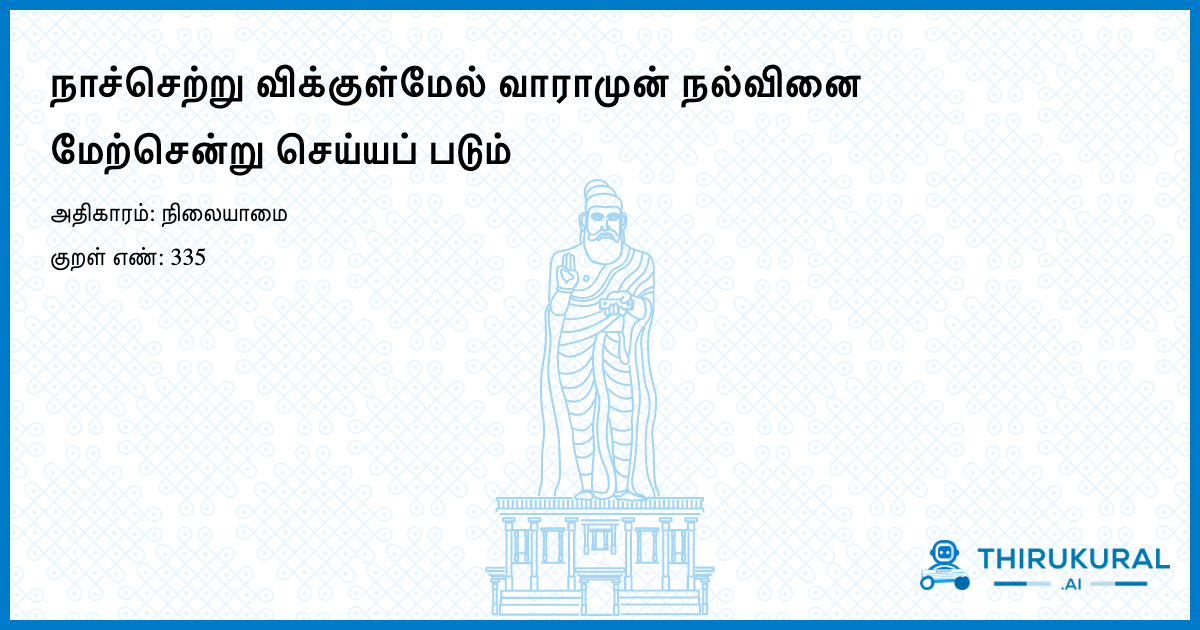 நாச்செற்று விக்குள்மேல் வாராமுன் நல்வினை
மேற்சென்று செய்யப் படும்
அதிகாரம்: நிலையாமை
குறள் எண்: 335
THIRUKURAL
.AI